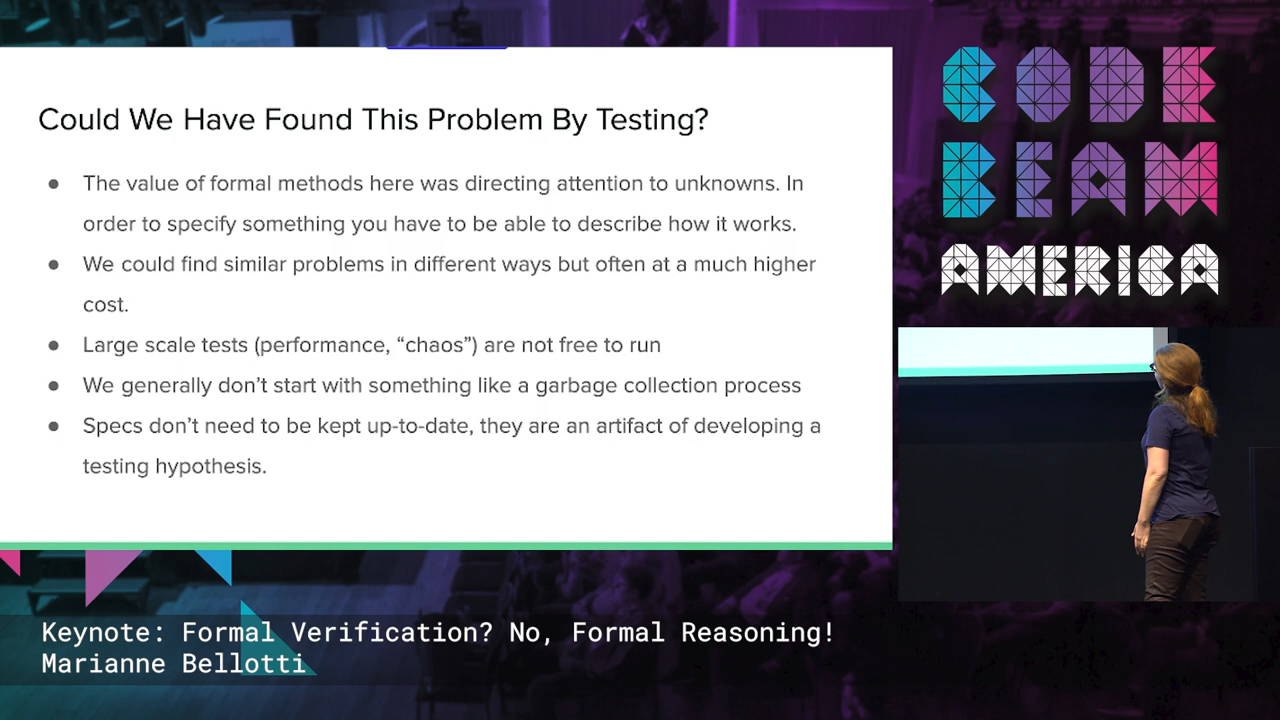 Could We Have Found This Problem By Testing?
● The value of formal methods here was directing attention to unknowns. In
order to specify something you have to be able to describe how it works.
● We could find similar problems in different ways but often at a much higher
cost.
● Large scale tests (performance, “chaos”) are not free to run
● We generally don’t start with something like a garbage collection process
● Specs don’t need to be kept up-to-date, they are an artifact of developing a
testing hypothesis.
CODE
BEAM
AMERICA
Keynote: Formal Verification? No, Formal Reasoning!
Marianne Bellotti